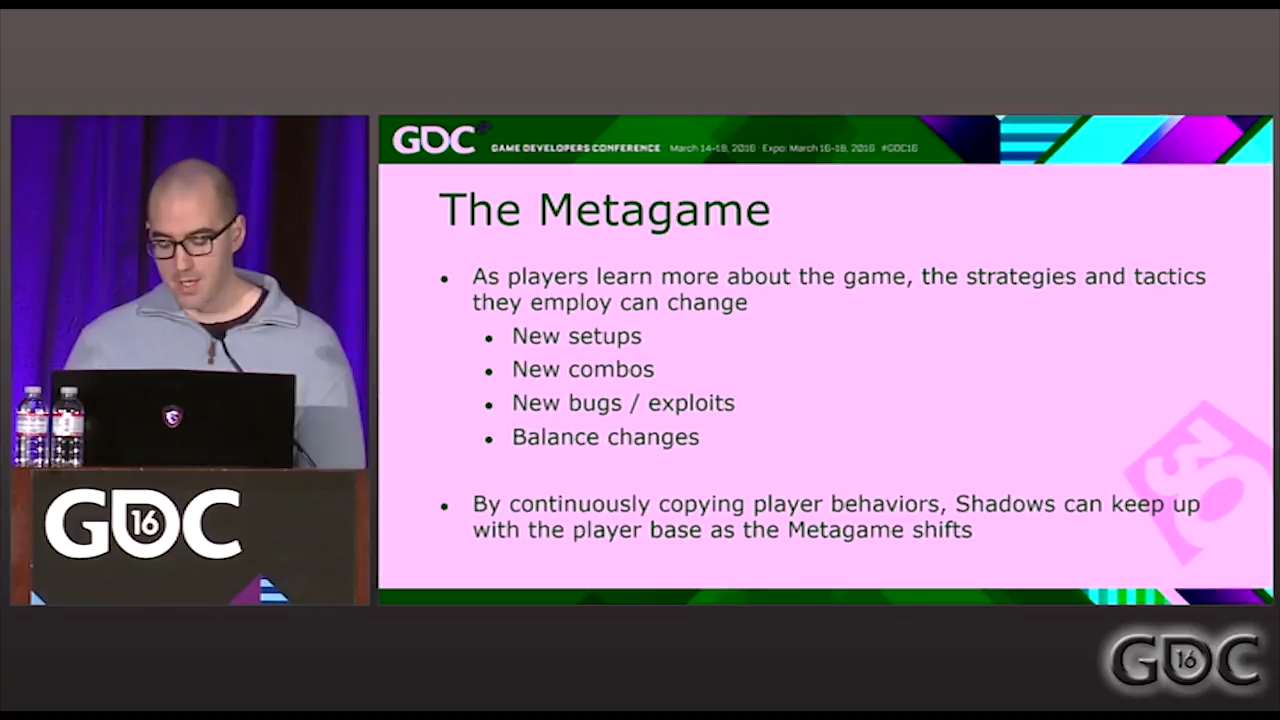 GDC
GAME DEVELOPERS CONFERENCE March 14-18, 2016 · Expo: March 16-18, 2016 #GDC16
The Metagame
• As players learn more about the game, the strategies and tactics
they employ can change
• New setups
• New combos
• New bugs / exploits
• Balance changes
• By continuously copying player behaviors, Shadows can keep up
with the player base as the Metagame shifts
GDC 16
GDC 16